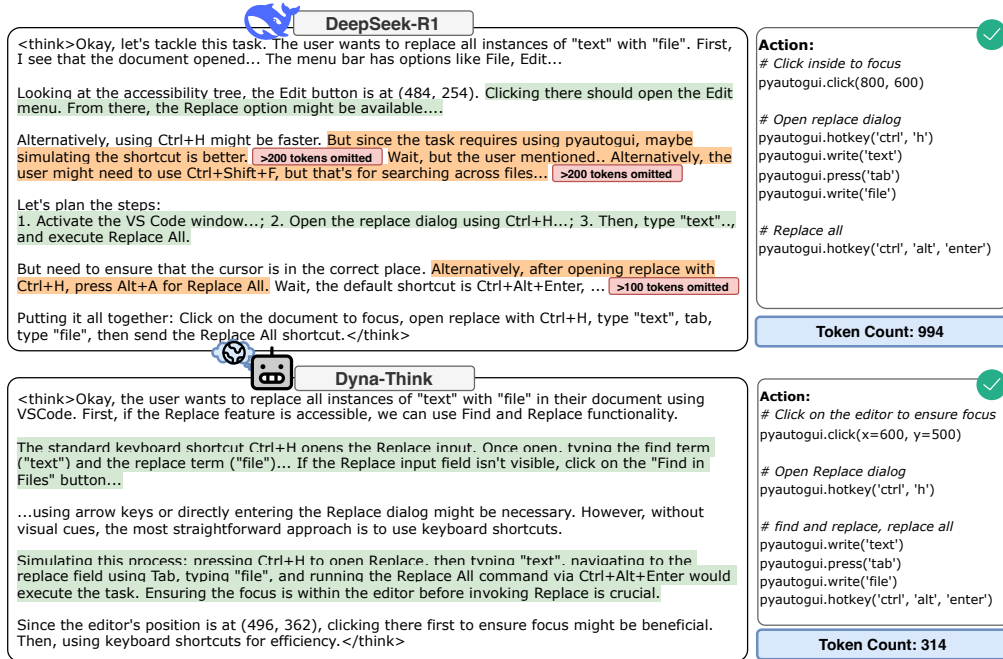 DeepSeek-R1
<think>Okay, let's tackle this task. The user wants to replace all instances of "text" with "file". First,
I see that the document opened... The menu bar has options like File, Edit...
Looking at the accessibility tree, the Edit button is at (484, 254). Clicking there should open the Edit
menu. From there, the Replace option might be available....
Alternatively, using Ctrl+H might be faster. But since the task requires using pyautogui, maybe
simulating the shortcut is better. >200 tokens omitted Wait, but the user mentioned.. Alternatively, the
user might need to use Ctrl+Shift+F, but that's for searching across files... >200 tokens omitted
Let's plan the steps:
1. Activate the VS Code window...; 2. Open the replace dialog using Ctrl+H...; 3. Then, type "text"..,
and execute Replace All.
But need to ensure that the cursor is in the correct place. Alternatively, after opening replace with
Ctrl+H, press Alt+A for Replace All. Wait, the default shortcut is Ctrl+Alt+Enter, ... >100 tokens omitted
Putting it all together: Click on the document to focus, open replace with Ctrl+H, type "text", tab,
type "file", then send the Replace All shortcut.</think>
Action:
# Click inside to focus
pyautogui.click(800, 600)
# Open replace dialog
pyautogui.hotkey('ctrl', 'h')
pyautogui.write('text')
pyautogui.press('tab')
pyautogui.write('file')
# Replace all
pyautogui.hotkey('ctrl', 'alt', 'enter')
Token Count: 994
Dyna-Think
<think>Okay, the user wants to replace all instances of "text" with "file" in their document using
VSCode. First, if the Replace feature is accessible, we can use Find and Replace functionality.
The standard keyboard shortcut Ctrl+H opens the Replace input. Once open, typing the find term
("text") and the replace term ("file")... If the Replace input field isn't visible, click on the "Find in
Files" button...
...using arrow keys or directly entering the Replace dialog might be necessary. However, without
visual cues, the most straightforward approach is to use keyboard shortcuts.
Simulating this process: pressing Ctrl+H to open Replace, then typing "text", navigating to the
replace field using Tab, typing "file", and running the Replace All command via Ctrl+Alt+Enter would
execute the task. Ensuring the focus is within the editor before invoking Replace is crucial.
Since the editor's position is at (496, 362), clicking there first to ensure focus might be beneficial.
Then, using keyboard shortcuts for efficiency.</think>
Action:
# Click on the editor to ensure focus
pyautogui.click(x=600, y=500)
# Open Replace dialog
pyautogui.hotkey('ctrl', 'h')
# find and replace, replace all
pyautogui.write('text')
pyautogui.press('tab')
pyautogui.write('file')
pyautogui.hotkey('ctrl', 'alt', 'enter')
Token Count: 314